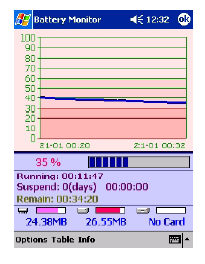 Battery Monitor 12:32 ok
100
90
80
70
60
50
40
30
20
10
0
21-01 00:20 21-01 00:32
35 %
Running: 00:11:47
Suspend: 0(days) 00:00:00
Remain: 00:34:20
24.38MB 26.55MB No Card
Options Table Info